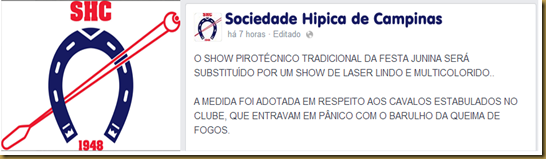 SHC
1948
Sociedade Hipica de Campinas
há 7 horas · Editado
O SHOW PIROTÉCNICO TRADICIONAL DA FESTA JUNINA SERÁ
SUBSTITUÍDO POR UM SHOW DE LASER LINDO E MULTICOLORIDO..
A MEDIDA FOI ADOTADA EM RESPEITO AOS CAVALOS ESTABULADOS NO
CLUBE, QUE ENTRAVAM EM PÂNICO COM O BARULHO DA QUEIMA DE
FOGOS.